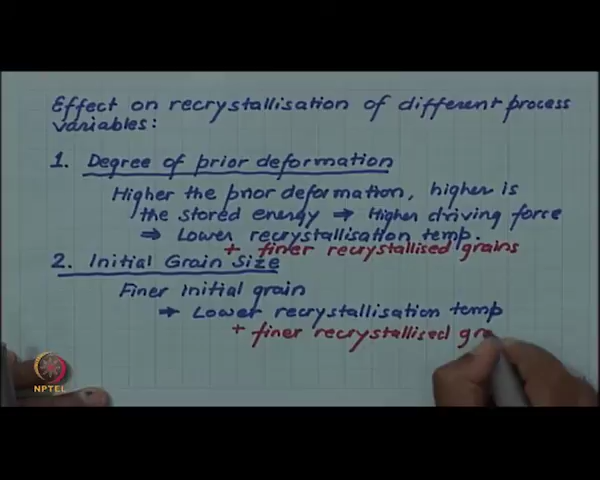 Effect on recrystallisation of different process
variables:
1. Degree of prior deformation
Higher the prior deformation, higher is
the stored energy → Higher driving force
⇒ Lower recrystallisation temp.
+ finer recrystallised grains
2. Initial Grain Size
Finer initial grain
→ Lower recrystallisation temp
+ finer recrystallised gra
NPTEL